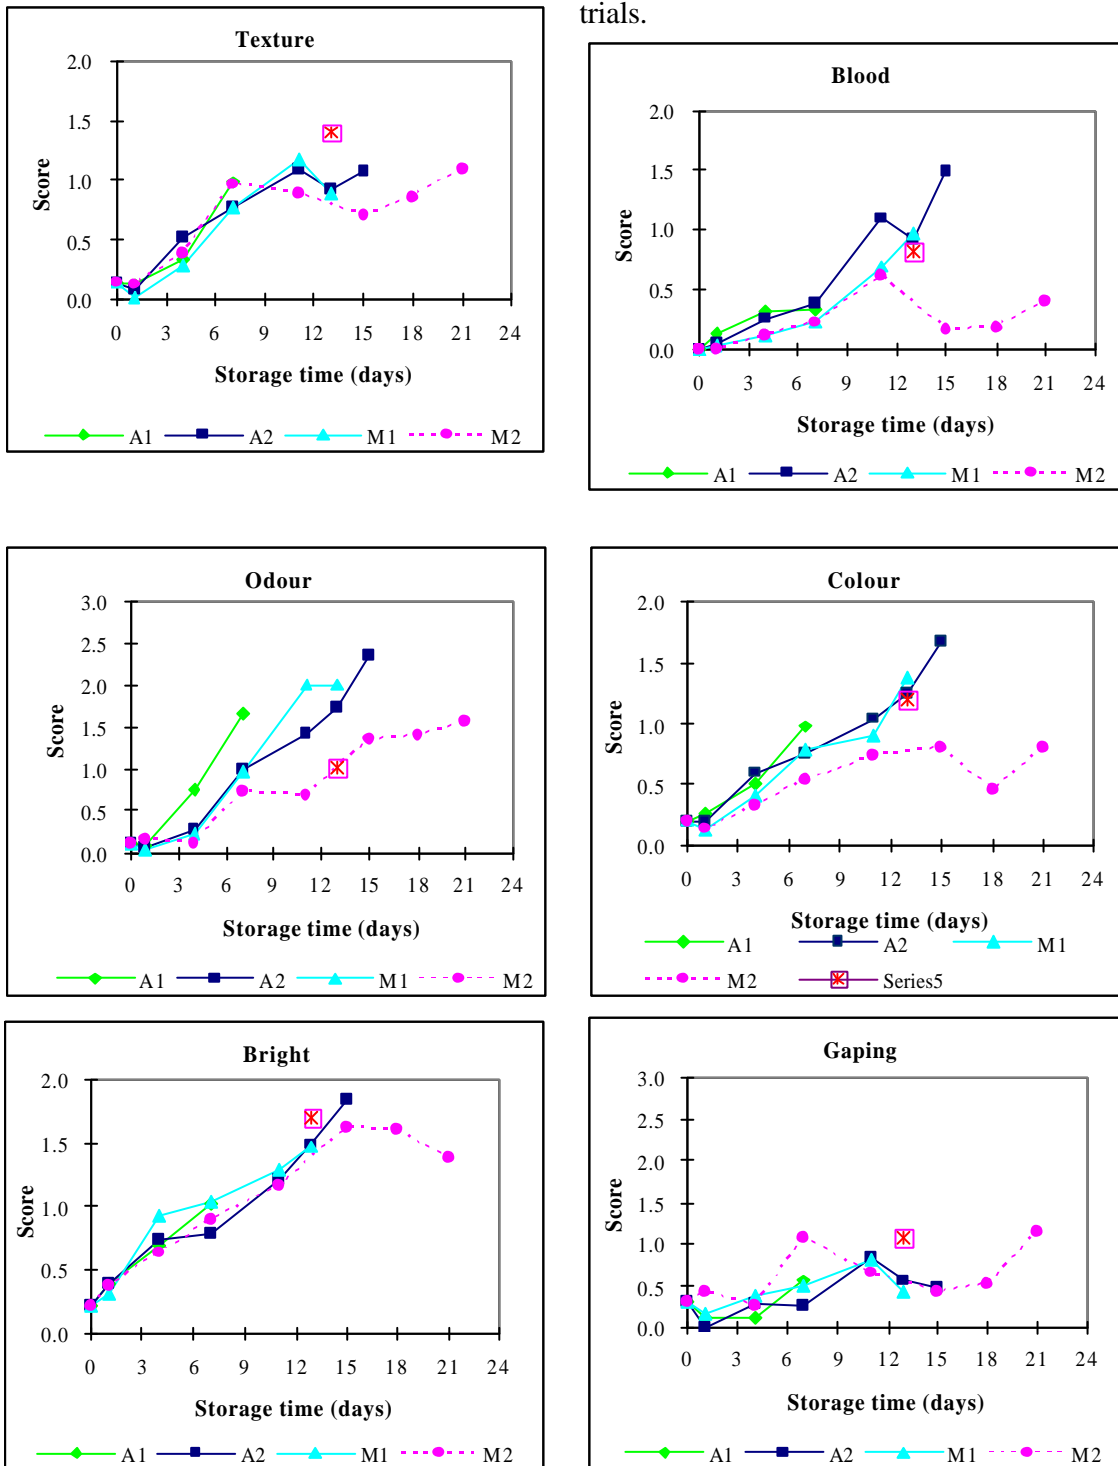 trials.
Texture
2.0
1.5
1.0
0.5
0.0
Score
0 3 6 9 12 15 18 21 24
Storage time (days)
A1 A2 M1 M2
Blood
2.0
1.5
1.0
0.5
0.0
Score
0 3 6 9 12 15 18 21 24
Storage time (days)
A1 A2 M1 M2
Odour
3.0
2.5
2.0
1.5
1.0
0.5
0.0
Score
0 3 6 9 12 15 18 21 24
Storage time (days)
A1 A2 M1 M2
Colour
2.0
1.5
1.0
0.5
0.0
Score
0 3 6 9 12 15 18 21 24
Storage time (days)
A1 A2 M1
M2 Series5
Bright
2.0
1.5
1.0
0.5
0.0
Score
0 3 6 9 12 15 18 21 24
Storage time (days)
A1 A2 M1 M2
Gaping
3.0
2.5
2.0
1.5
1.0
0.5
0.0
Score
0 3 6 9 12 15 18 21 24
Storage time (days)
A1 A2 M1 M2